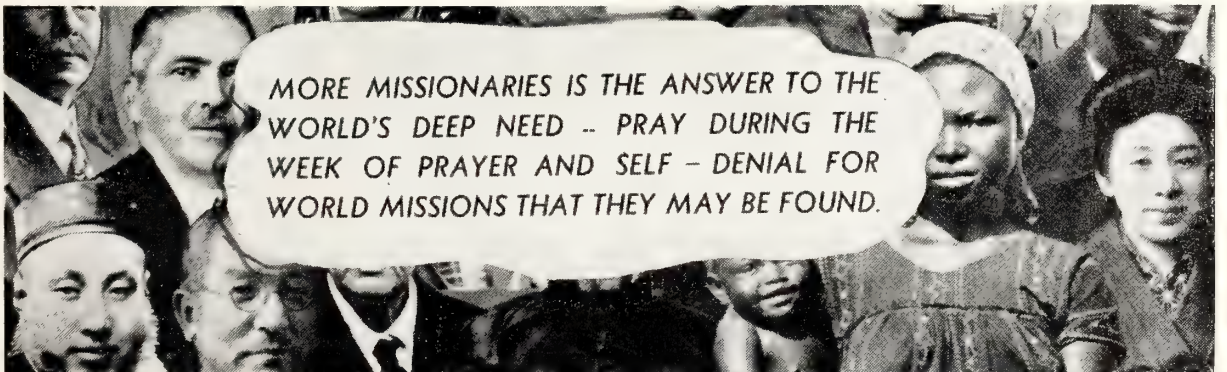 MORE MISSIONARIES IS THE ANSWER TO THE
WORLD'S DEEP NEED -- PRAY DURING THE
WEEK OF PRAYER AND SELF - DENIAL FOR
WORLD MISSIONS THAT THEY MAY BE FOUND.